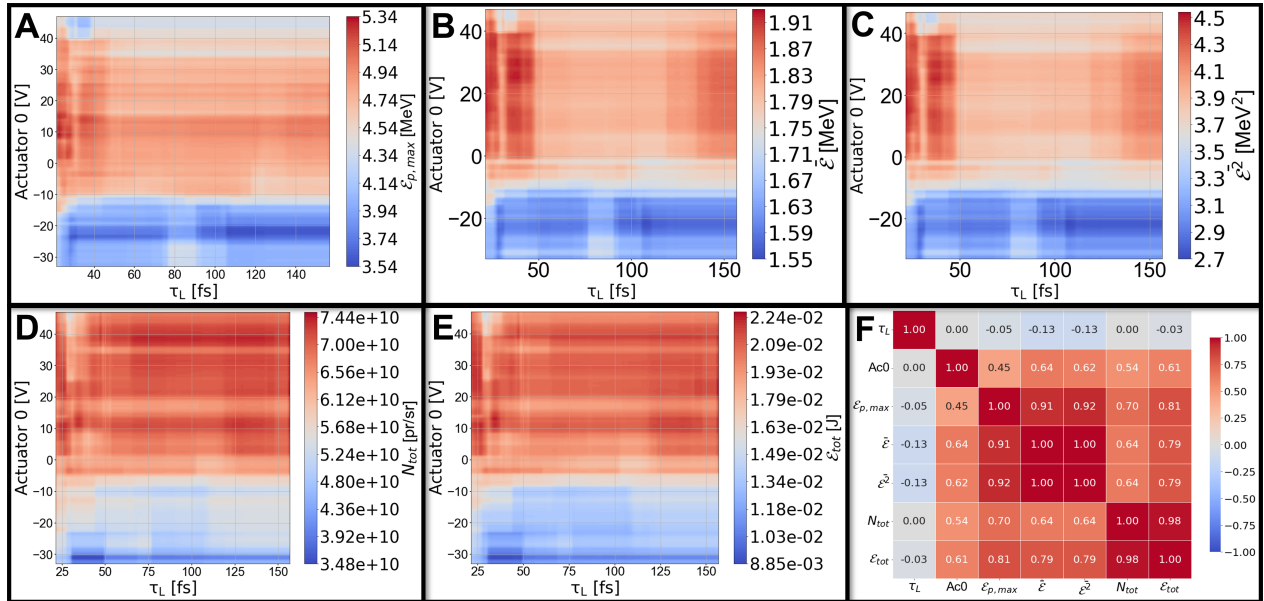 A
Actuator 0 [V]
40
30
20
10
0
−10
−20
−30
40
60
80
100
120
140
τL [fs]
5.34
5.14
4.94
4.74
4.54
4.34
4.14
3.94
3.74
3.54
ℰp,max [MeV]
B
Actuator 0 [V]
40
20
0
−20
50
100
150
τL [fs]
1.91
1.87
1.83
1.79
1.75
1.71
1.67
1.63
1.59
1.55
ℰ̄ [MeV]
C
Actuator 0 [V]
40
20
0
−20
50
100
150
τL [fs]
4.5
4.3
4.1
3.9
3.7
3.5
3.3
3.1
2.9
2.7
ℰ̄² [MeV²]
D
Actuator 0 [V]
40
30
20
10
0
−10
−20
−30
25
50
75
100
125
150
τL [fs]
7.44e+10
7.00e+10
6.56e+10
6.12e+10
5.68e+10
5.24e+10
4.80e+10
4.36e+10
3.92e+10
3.48e+10
Ntot [pr/sr]
E
Actuator 0 [V]
40
30
20
10
0
−10
−20
−30
25
50
75
100
125
150
τL [fs]
2.24e-02
2.09e-02
1.93e-02
1.78e-02
1.63e-02
1.49e-02
1.34e-02
1.18e-02
1.03e-02
8.85e-03
ℰtot [J]
F
τL 1.00 0.00 -0.05 -0.13 -0.13 0.00 -0.03
Ac0 0.00 1.00 0.45 0.64 0.62 0.54 0.61
ℰp,max -0.05 0.45 1.00 0.91 0.92 0.70 0.81
ℰ̄ -0.13 0.64 0.91 1.00 1.00 0.64 0.79
ℰ̄² -0.13 0.62 0.92 1.00 1.00 0.64 0.79
Ntot 0.00 0.54 0.70 0.64 0.64 1.00 0.98
ℰtot -0.03 0.61 0.81 0.79 0.79 0.98 1.00
τL Ac0 ℰp,max ℰ̄ ℰ̄² Ntot ℰtot
1.00
0.75
0.50
0.25
0.00
−0.25
−0.50
−0.75
−1.00